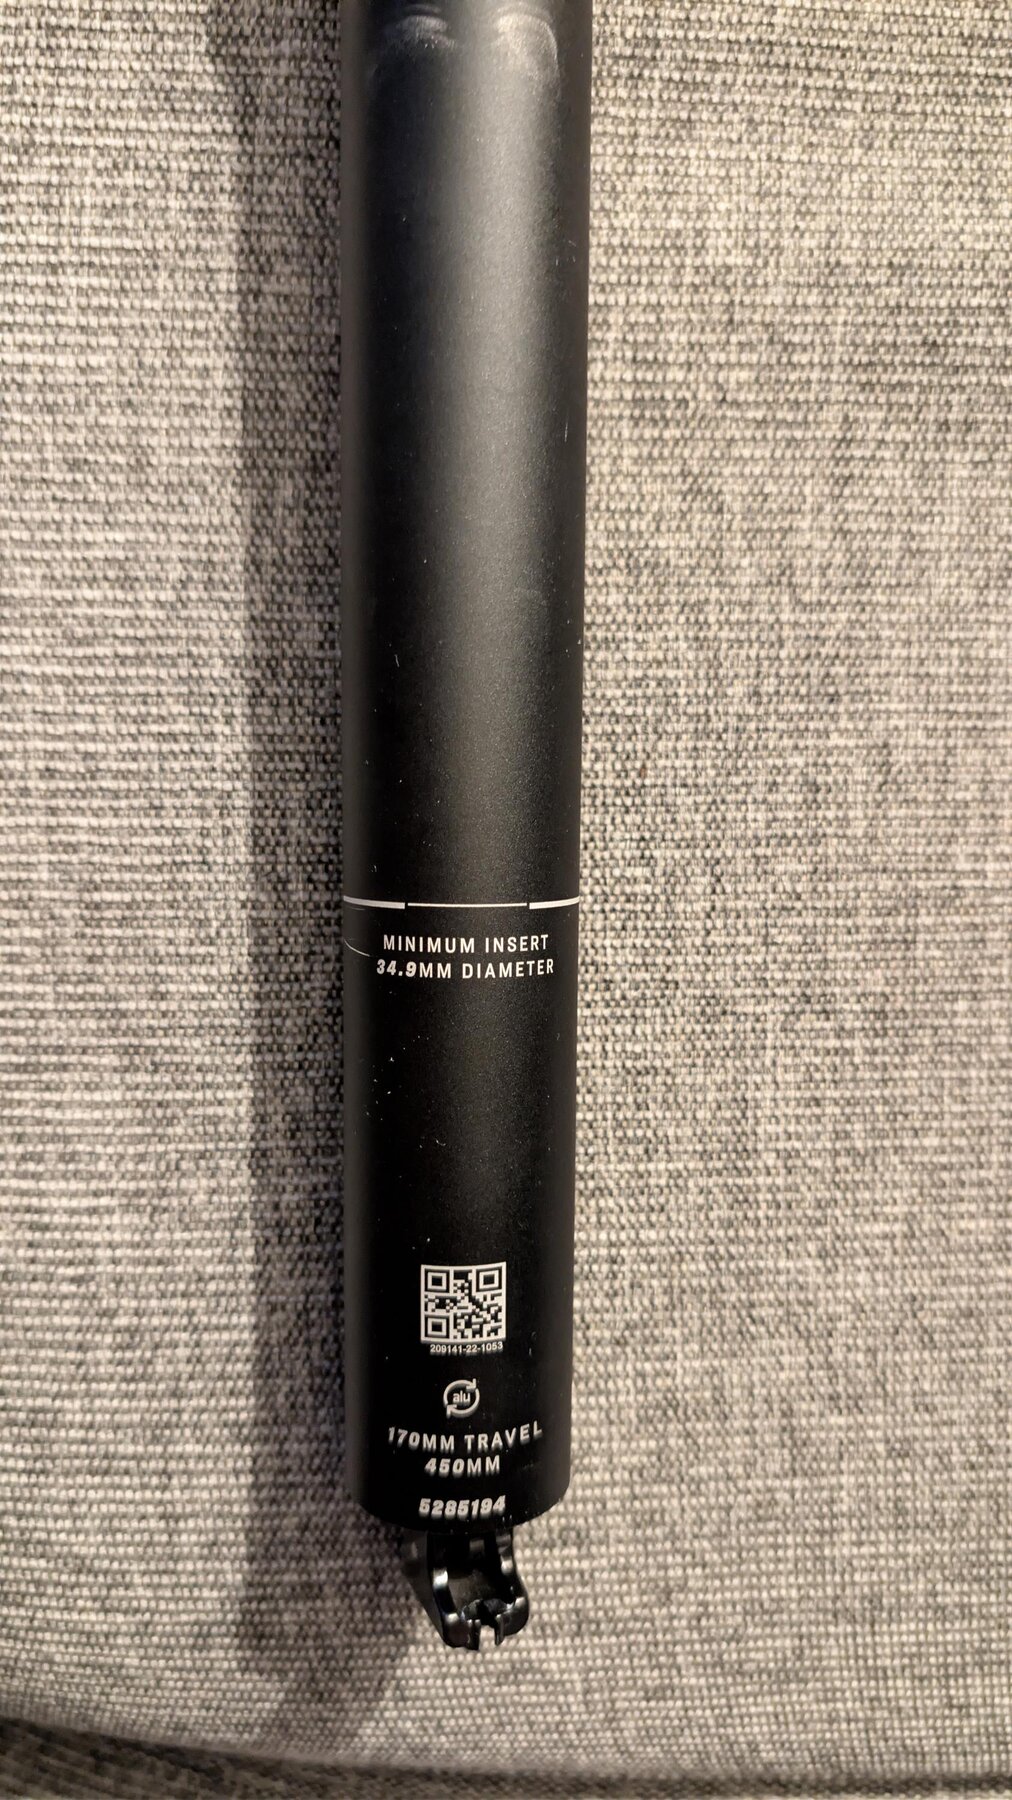 MINIMUM INSERT
34.9MM DIAMETER
209141-22-1053
alu
170MM TRAVEL
450MM
5285194